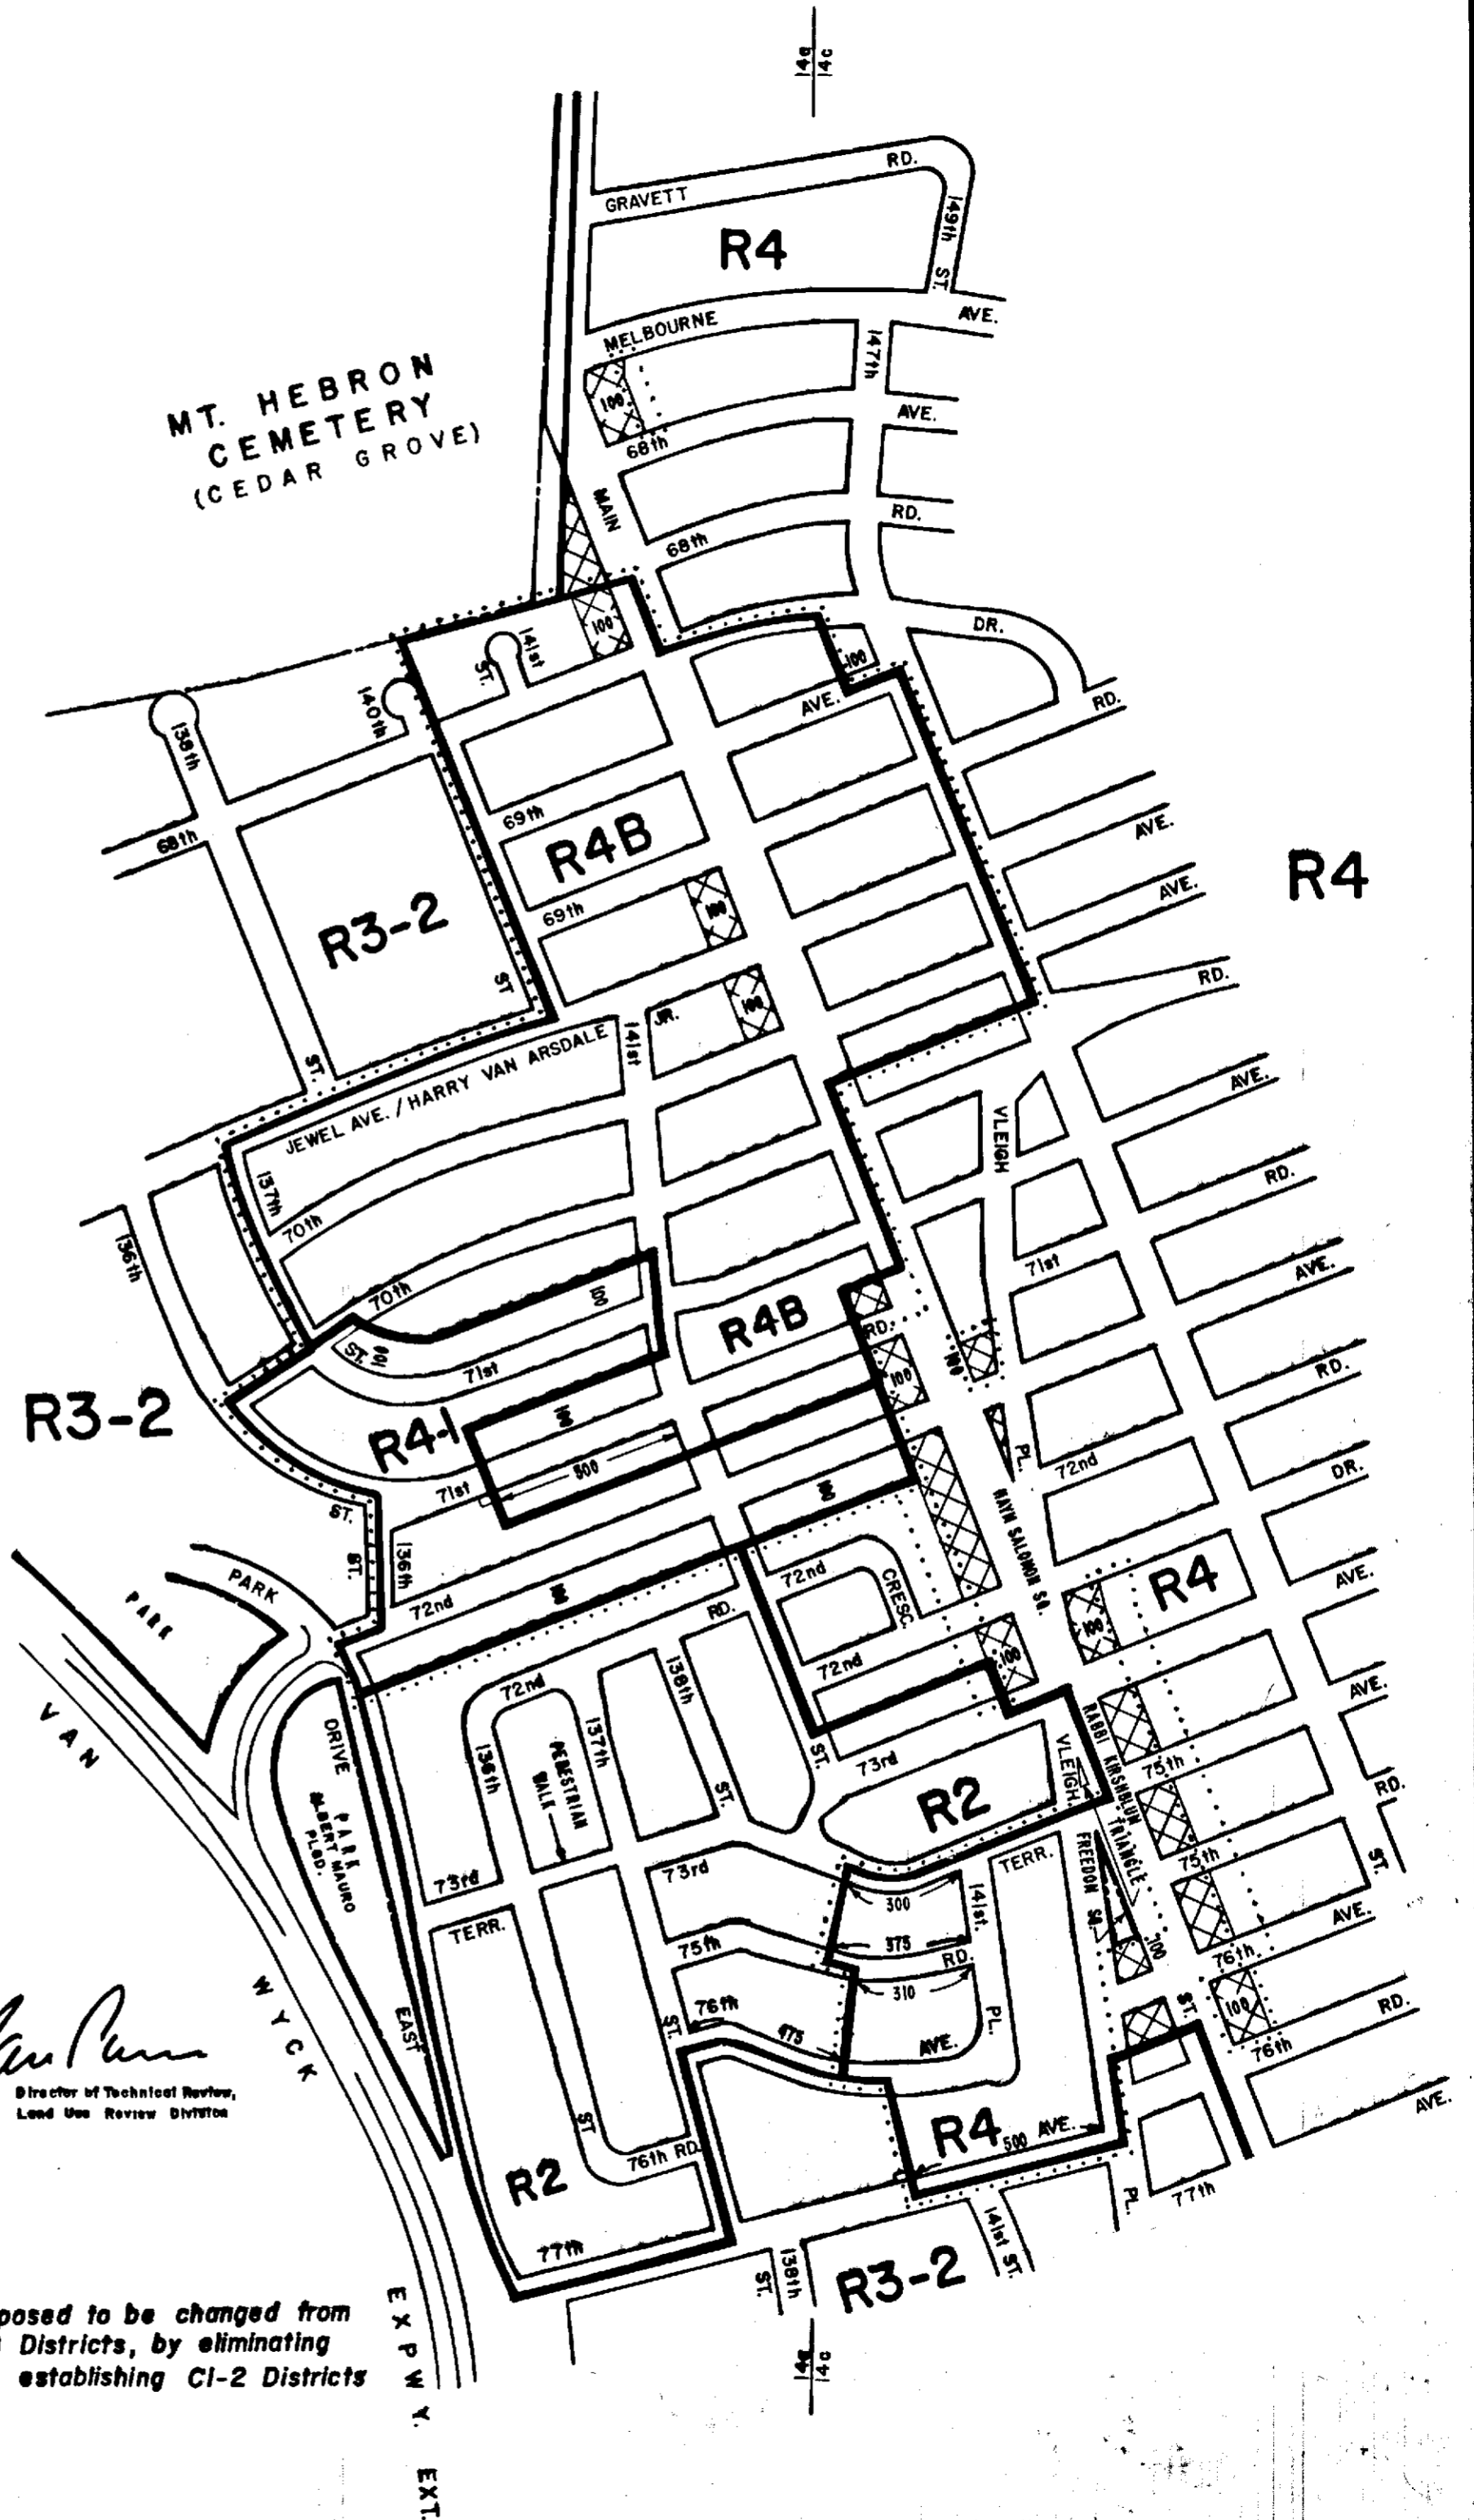 14a
14c
GRAVETT RD.
149th ST.
R4
MELBOURNE AVE.
147th
100
68th AVE.
MT. HEBRON
CEMETERY
(CEDAR GROVE)
MAIN
68th RD.
DR.
100
141st
ST.
100
140th
138th
AVE.
RD.
68th
69th
R4B
AVE.
R4
R3-2
69th
AVE.
ST
100
RD.
JR.
141st
ST.
JEWEL AVE. / HARRY VAN ARSDALE
AVE.
VLEIGH
137th
70th
RD.
136th
71st
70th
100
AVE.
R4B
RD.
ST.
100
71st
100
100
RD.
R3-2
R4-1
100
500
71st
PL.
72nd
DR.
ST.
100
HAYM SALOMON SQ.
ST.
136th
72nd
CRESC.
R4
AVE.
PARK
PARK
72nd
RD.
100
72nd
100
138th
72nd
AVE.
VAN
DRIVE
137th
136th
PEDESTRIAN
WALK
ST.
73rd
VLEIGH
RABBI KIRSHBLUM TRIANGLE
75th
R2
RD.
PARK
ALBERT MAURO
PLGD.
ST.
73rd
73rd
TERR.
FREEDOM SQ.
75th
ST.
300
141st.
TERR.
375
AVE.
75th
RD.
100
76th
310
WYCK
76th
ST.
475
AVE.
PL.
ST.
100
RD.
EAST
76th
Director of Technical Review,
Land Use Review Division
AVE.
ST
R4
500
AVE.
76th RD.
R2
PL.
77th
77th
141st ST.
138th
ST.
R3-2
posed to be changed from
Districts, by eliminating
establishing C1-2 Districts
EXPWY.
14c
EXT.